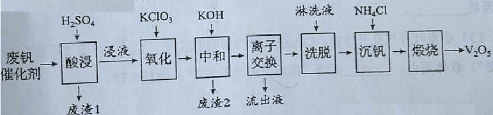 H₂SO₄ KClO₃ KOH 淋洗液 NH₄Cl
废钒催化剂 酸浸 浸液 氧化 中和 离子交换 洗脱 沉钒 煅烧 V₂O₅
废渣1 废渣2 流出液